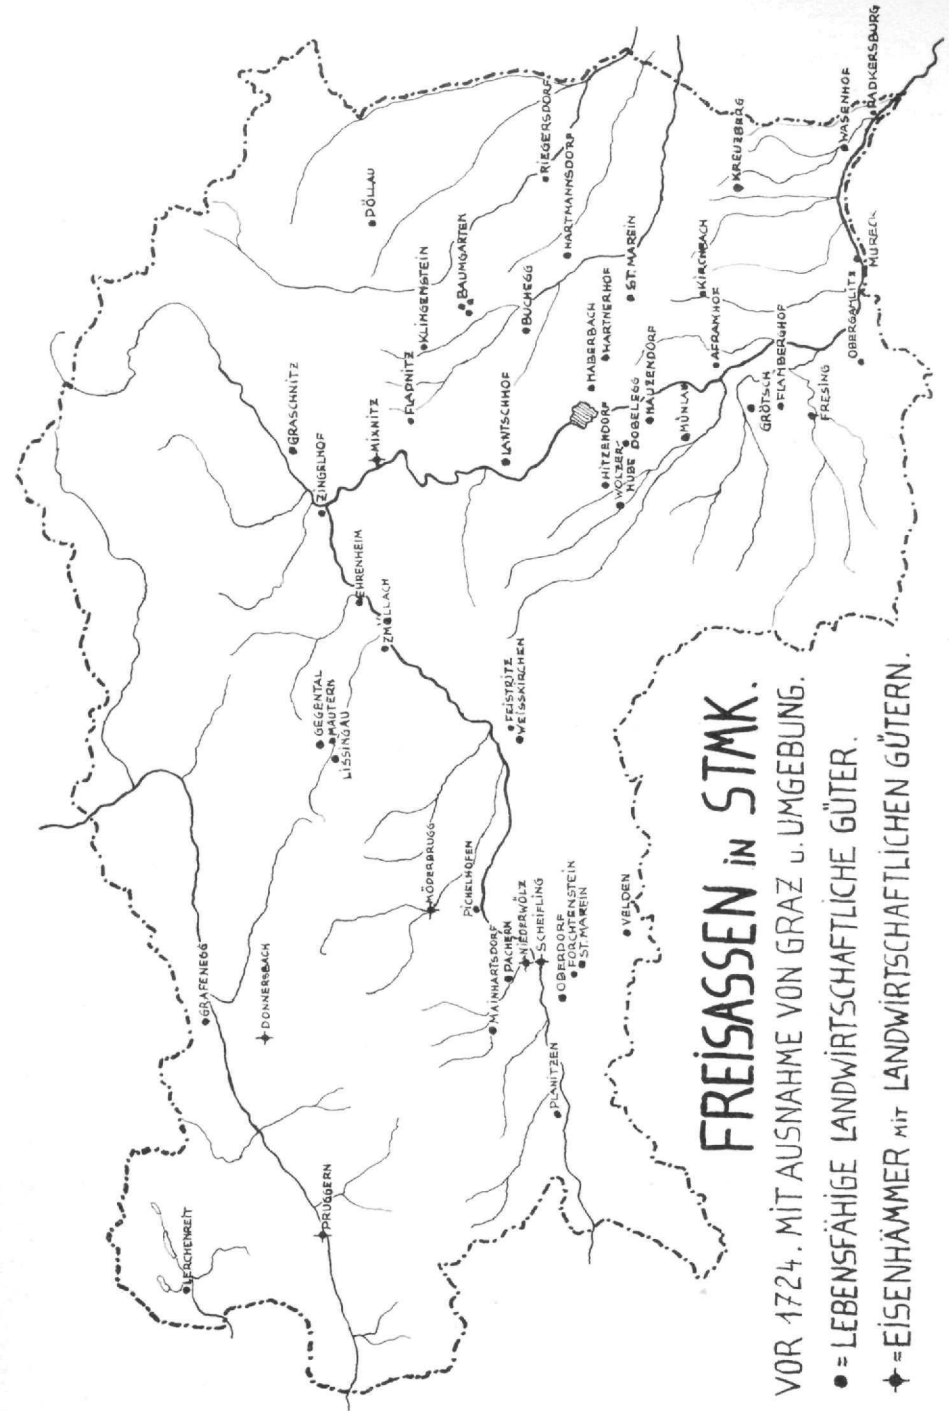 FREISASSEN IN STMK.
VOR 1724. MIT AUSNAHME VON GRAZ u. UMGEBUNG.
● = LEBENSFÄHIGE LANDWIRTSCHAFTLICHE GÜTER.
= EISENHÄMMER MIT LANDWIRTSCHAFTLICHEN GÜTERN.
LERCHENREIT
PRUGGERN
GRAFENEGG
DONNERSBACH
GEGENTAL
MAUTERN
LISSINGAU
EHRENHEIM
ZMÖLLACH
ZINGELHOF
GRASCHNITZ
MIXNITZ
FLADNITZ
KLINGENSTEIN
BAUMGARTEN
DÖLLAU
RIEGERSDORF
HARTMANNSDORF
BUCHEGG
LANTSCHHOF
KÖDERBRUGG
PICHELHOFEN
MAINHARTSDORF
PACHERN
NIEDERWÖLZ
SCHEIFLING
OBERDORF
FORCHTENSTEIN
ST. MAREIN
PLANITZEN
VELDEN
FEISTRITZ
WEISSKIRCHEN
HABERBACH
HARTNERHOF
ST. MAREIN
HITZENDORF
WOLZER-
HUBE
DOBELEGG
HAUZENDORF
MUNLA
AFRAMHOF
KIRCHBACH
KREUZBERG
GRÖTSCH
FLAMBERGHOF
FRESING
OBERGAMLITZ
MURECK
WASENHOF
RADKERSBURG